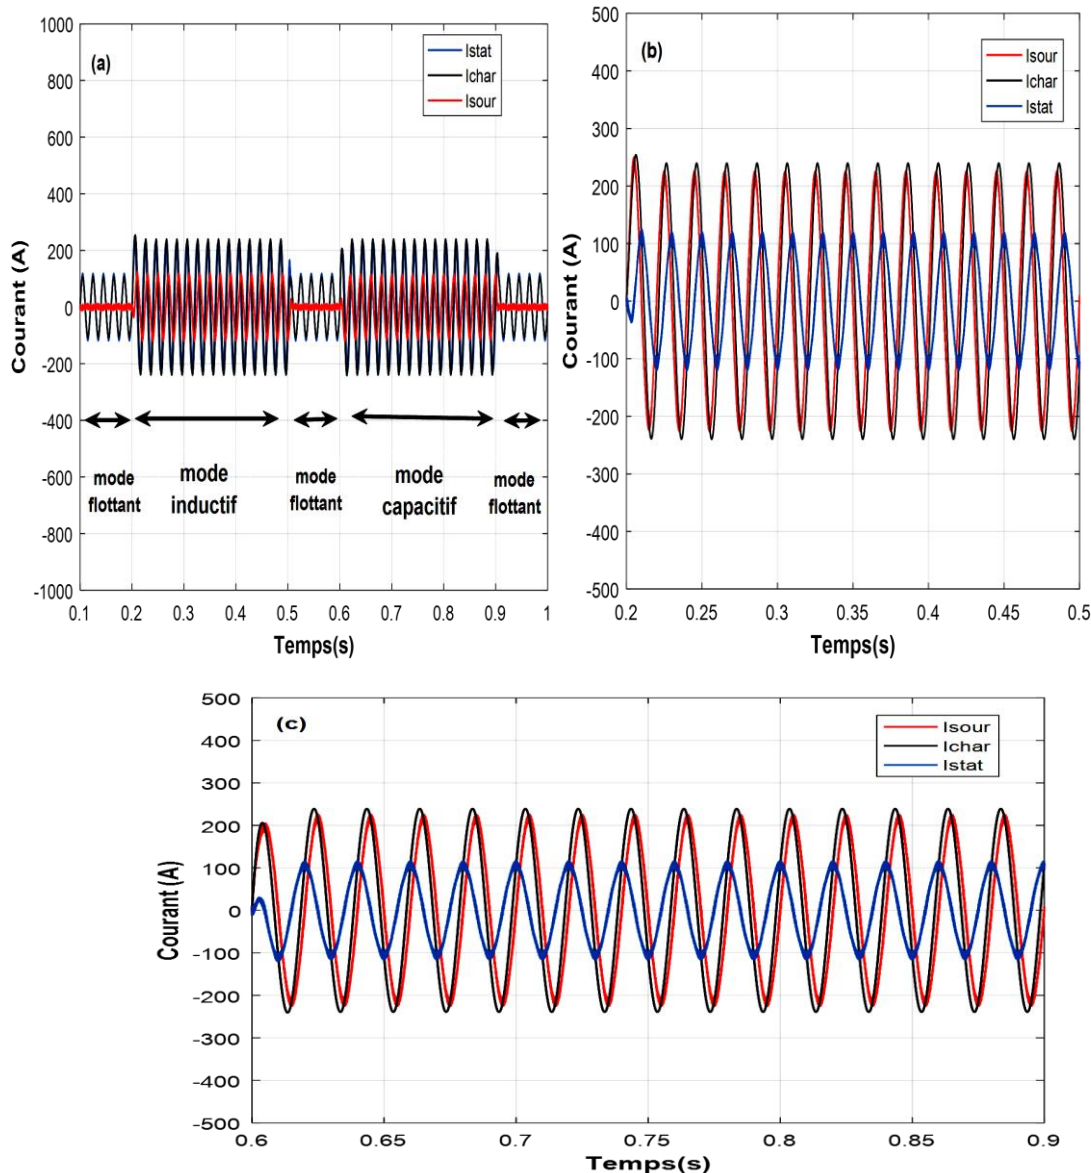 (a)
Istat
Ichar
Isour
Courant (A)
1000
800
600
400
200
0
-200
-400
-600
-800
-1000
mode
flottant
mode
inductif
mode
flottant
mode
capacitif
mode
flottant
0.1 0.2 0.3 0.4 0.5 0.6 0.7 0.8 0.9 1
Temps(s)
(b)
Isour
Ichar
Istat
Courant (A)
500
400
300
200
100
0
-100
-200
-300
-400
-500
0.2 0.25 0.3 0.35 0.4 0.45 0.5
Temps(s)
(c)
Isour
Ichar
Istat
Courant (A)
500
400
300
200
100
0
-100
-200
-300
-400
-500
0.6 0.65 0.7 0.75 0.8 0.85 0.9
Temps(s)